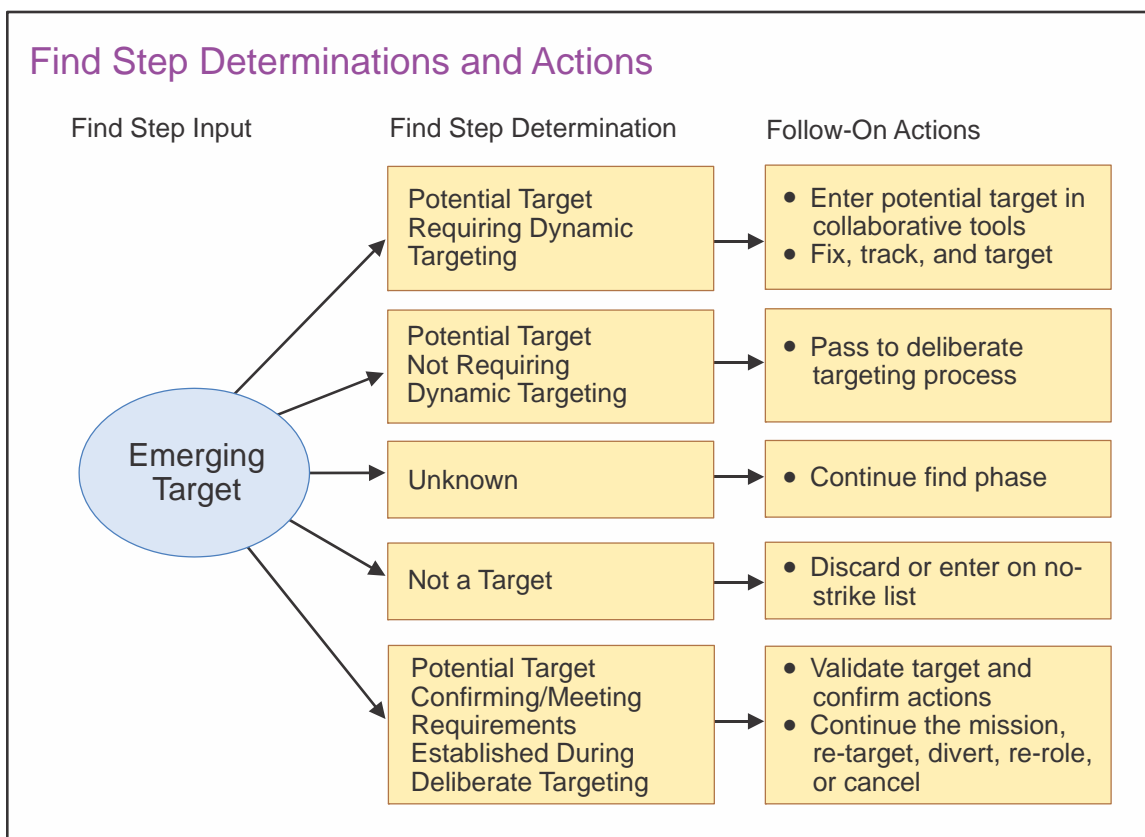 Find Step Determinations and Actions
Find Step Input
Find Step Determination
Follow-On Actions
Emerging
Target
Potential Target
Requiring Dynamic
Targeting
• Enter potential target in
collaborative tools
• Fix, track, and target
Potential Target
Not Requiring
Dynamic Targeting
• Pass to deliberate
targeting process
Unknown
• Continue find phase
Not a Target
• Discard or enter on no-
strike list
Potential Target
Confirming/Meeting
Requirements
Established During
Deliberate Targeting
• Validate target and
confirm actions
• Continue the mission,
re-target, divert, re-role,
or cancel